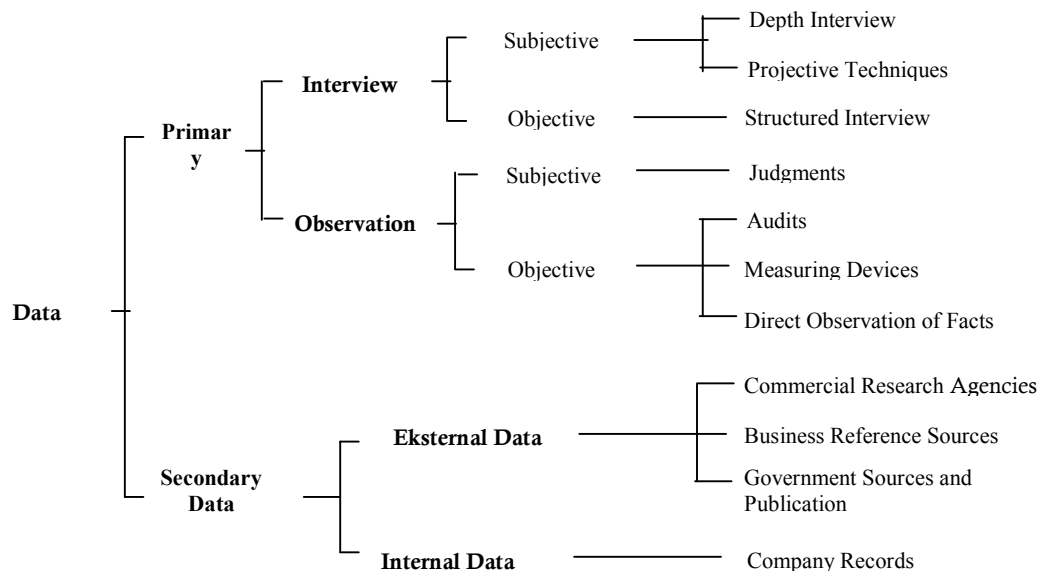 Depth Interview
Subjective
Projective Techniques
Interview
Objective
Structured Interview
Primar
y
Subjective
Judgments
Observation
Audits
Objective
Measuring Devices
Direct Observation of Facts
Data
Commercial Research Agencies
Eksternal Data
Business Reference Sources
Secondary
Data
Government Sources and
Publication
Internal Data
Company Records